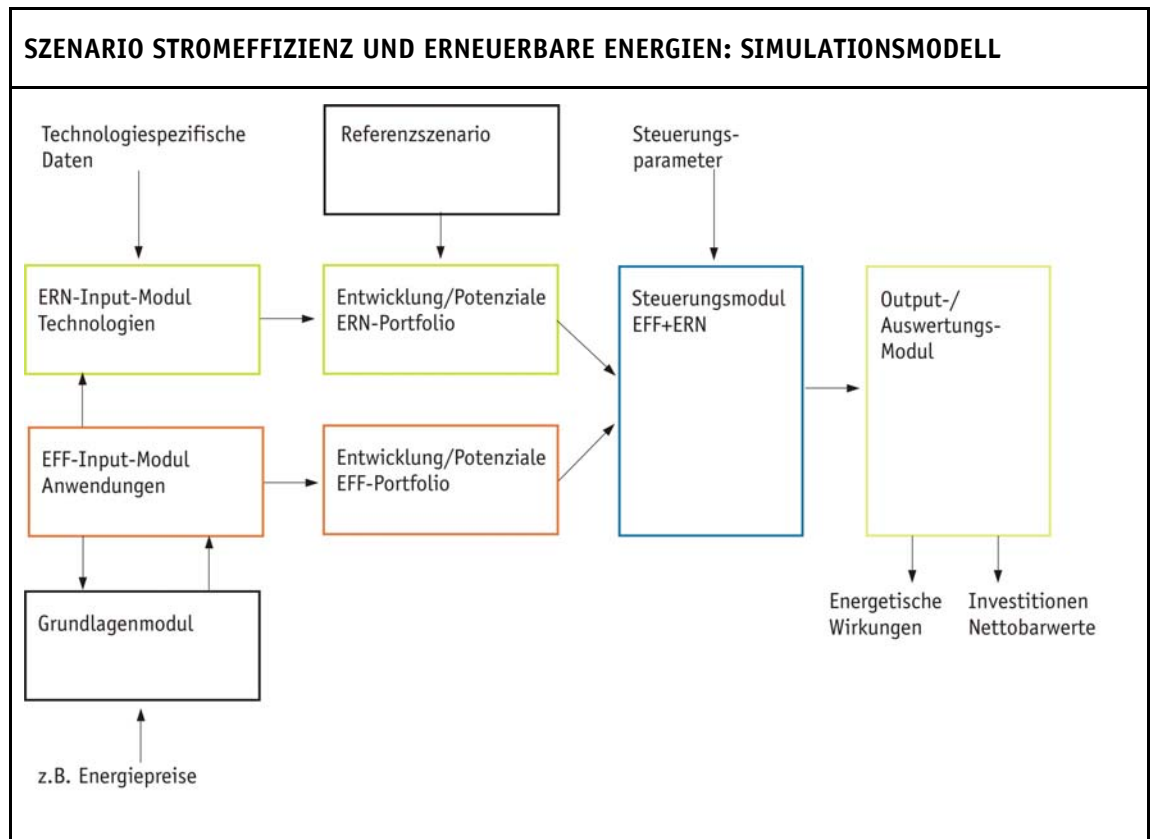 SZENARIO STROMEFFIZIENZ UND ERNEUERBARE ENERGIEN: SIMULATIONSMODELL
Technologiespezifische
Daten
Referenzszenario
Steuerungs-
parameter
ERN-Input-Modul
Technologien
Entwicklung/Potenziale
ERN-Portfolio
Steuerungsmodul
EFF+ERN
Output-/
Auswertungs-
Modul
EFF-Input-Modul
Anwendungen
Entwicklung/Potenziale
EFF-Portfolio
Grundlagenmodul
Energetische
Wirkungen
Investitionen
Nettobarwerte
z.B. Energiepreise